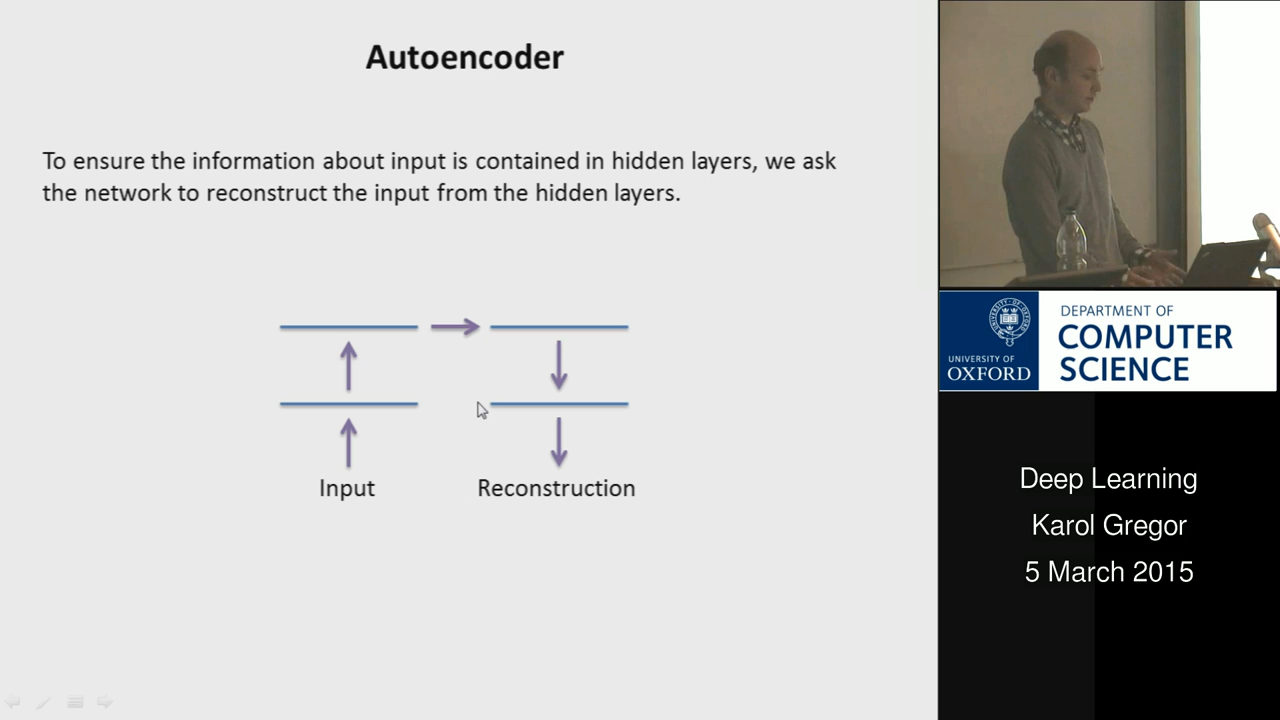 Autoencoder
To ensure the information about input is contained in hidden layers, we ask
the network to reconstruct the input from the hidden layers.
Input
Reconstruction
UNIVERSITY OF
OXFORD
DEPARTMENT OF
COMPUTER
SCIENCE
Deep Learning
Karol Gregor
5 March 2015